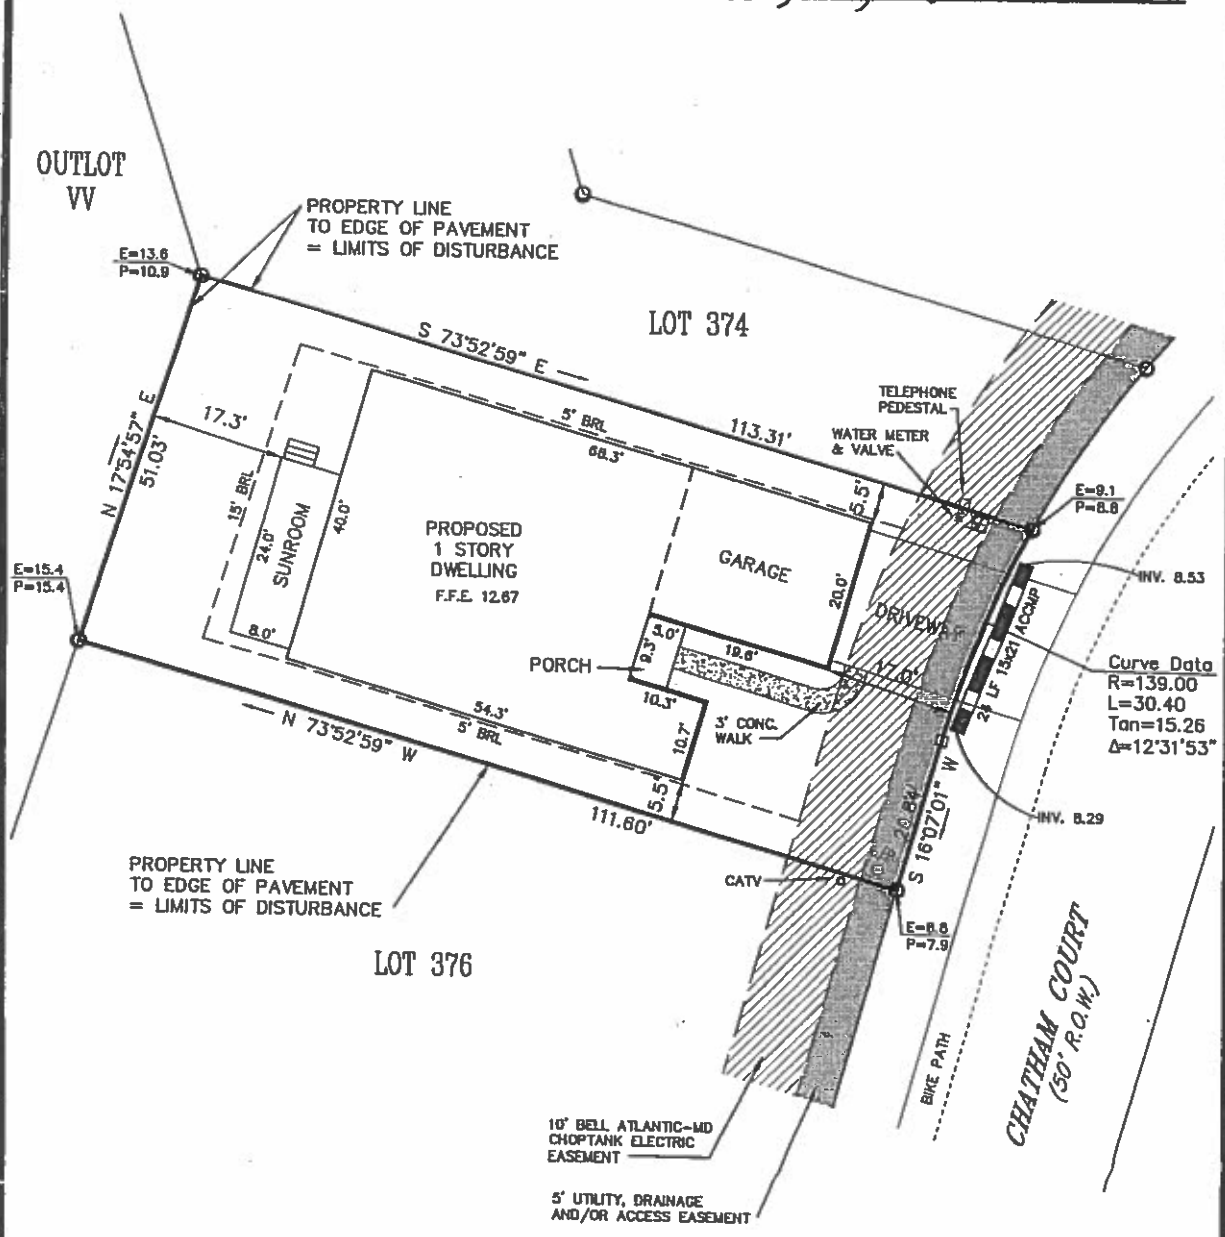 OUTLOT
VV
PROPERTY LINE
TO EDGE OF PAVEMENT
= LIMITS OF DISTURBANCE
E=13.6
P=10.9
LOT 374
S 73°52'59" E
113.31'
TELEPHONE
PEDESTAL
WATER METER
& VALVE
5' BRL
68.3'
17.3'
N 17°54'57" E
51.03'
15' BRL
24.0'
SUNROOM
40.0'
8.0'
PROPOSED
1 STORY
DWELLING
F.F.E. 12.67
GARAGE
20.0'
5.5'
E=9.1
P=8.8
INV. 8.53
DRIVEWAY
17.0'
24 LF 15x21 ACCMP
Curve Data
R=139.00
L=30.40
Tan=15.26
Δ=12°31'53"
E=15.4
P=15.4
PORCH
5.0'
9.3'
19.6'
10.3'
10.7'
3' CONC.
WALK
54.3'
5' BRL
N 73°52'59" W
5.5'
111.60'
S 16°07'01" W
20.84'
INV. 8.29
PROPERTY LINE
TO EDGE OF PAVEMENT
= LIMITS OF DISTURBANCE
CATV
E=8.8
P=7.9
LOT 376
BIKE PATH
CHATHAM COURT
(50' R.O.W.)
10' BELL ATLANTIC-MD
CHOPTANK ELECTRIC
EASEMENT
5' UTILITY, DRAINAGE
AND/OR ACCESS EASEMENT